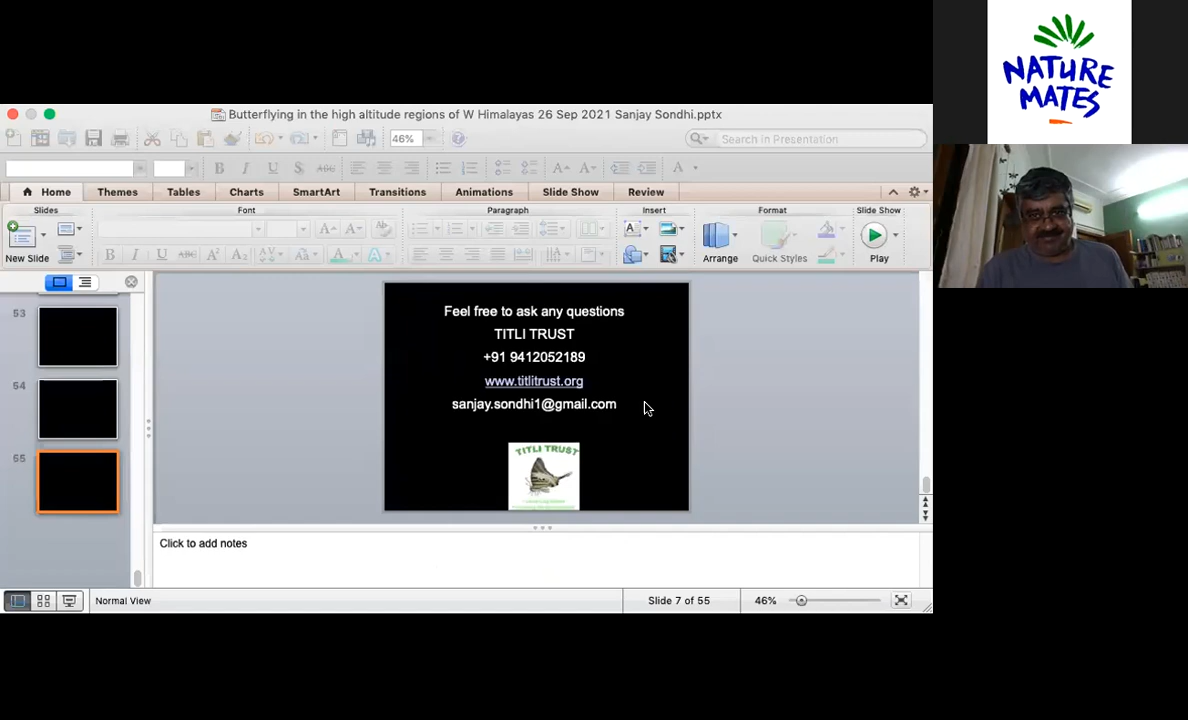 Butterflying in the high altitude regions of W Himalayas 26 Sep 2021 Sanjay Sondhi.pptx
46%
Search in Presentation
Home Themes Tables Charts SmartArt Transitions Animations Slide Show Review
Slides Font Paragraph Insert Format Slide Show
New Slide Arrange Quick Styles Play
53
54
55
Feel free to ask any questions
TITLI TRUST
+91 9412052189
www.titlitrust.org
sanjay.sondhi1@gmail.com
TITLI TRUST
Click to add notes
Normal View Slide 7 of 55 46%
NATURE
MATES